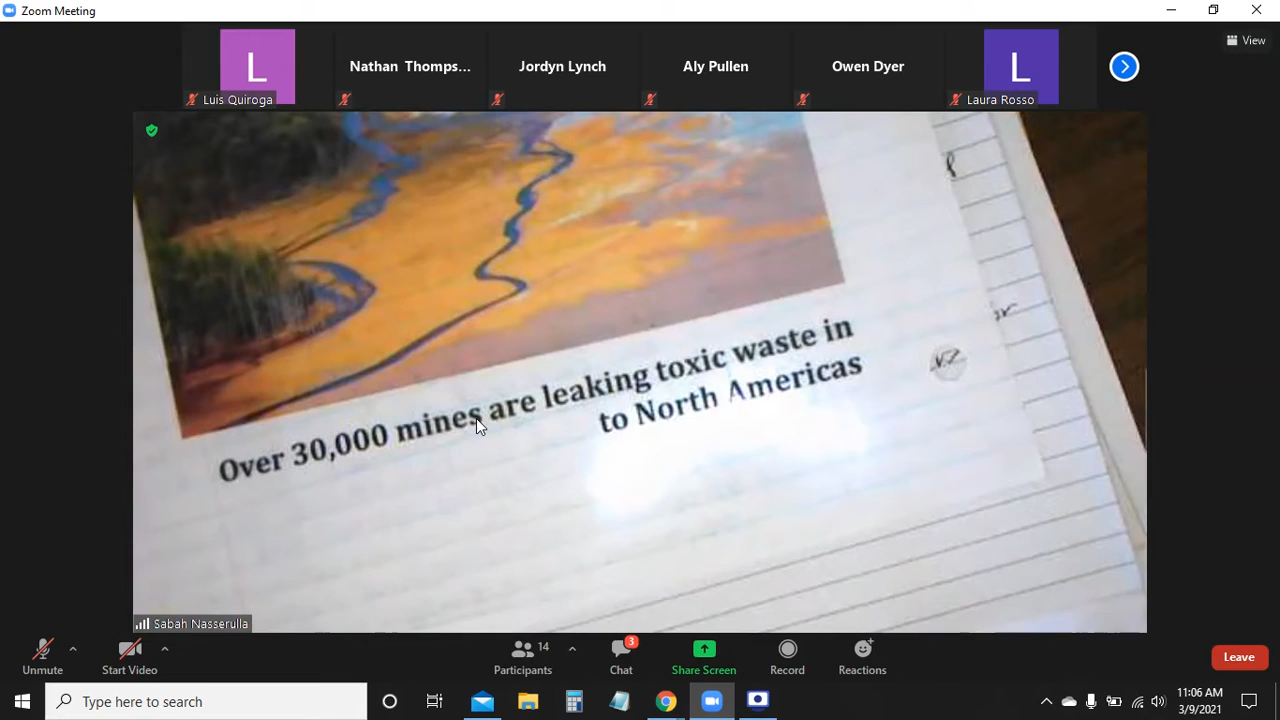 Zoom Meeting
View
L
Nathan Thomps...
Jordyn Lynch
Aly Pullen
Owen Dyer
L
Luis Quiroga
Laura Rosso
Over 30,000 mines are leaking toxic waste in
to North Americas
NZ
Sabah Nasserulla
Unmute
Start Video
Participants
14
Chat
3
Share Screen
Record
Reactions
Leave
Type here to search
11:06 AM
3/9/2021